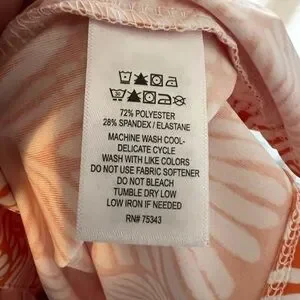 72% POLYESTER
28% SPANDEX / ELASTANE
MACHINE WASH COOL-
DELICATE CYCLE
WASH WITH LIKE COLORS
DO NOT USE FABRIC SOFTENER
DO NOT BLEACH
TUMBLE DRY LOW
LOW IRON IF NEEDED
RN# 75343